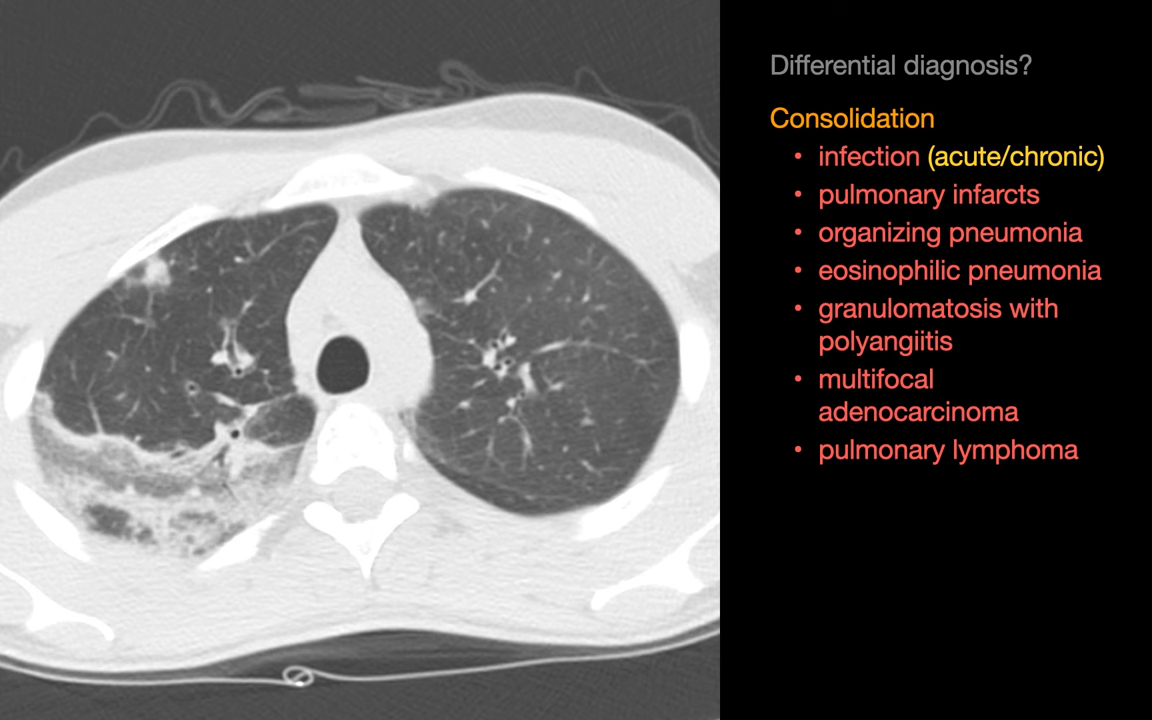 Differential diagnosis?
Consolidation
• infection (acute/chronic)
• pulmonary infarcts
• organizing pneumonia
• eosinophilic pneumonia
• granulomatosis with
polyangiitis
• multifocal
adenocarcinoma
• pulmonary lymphoma